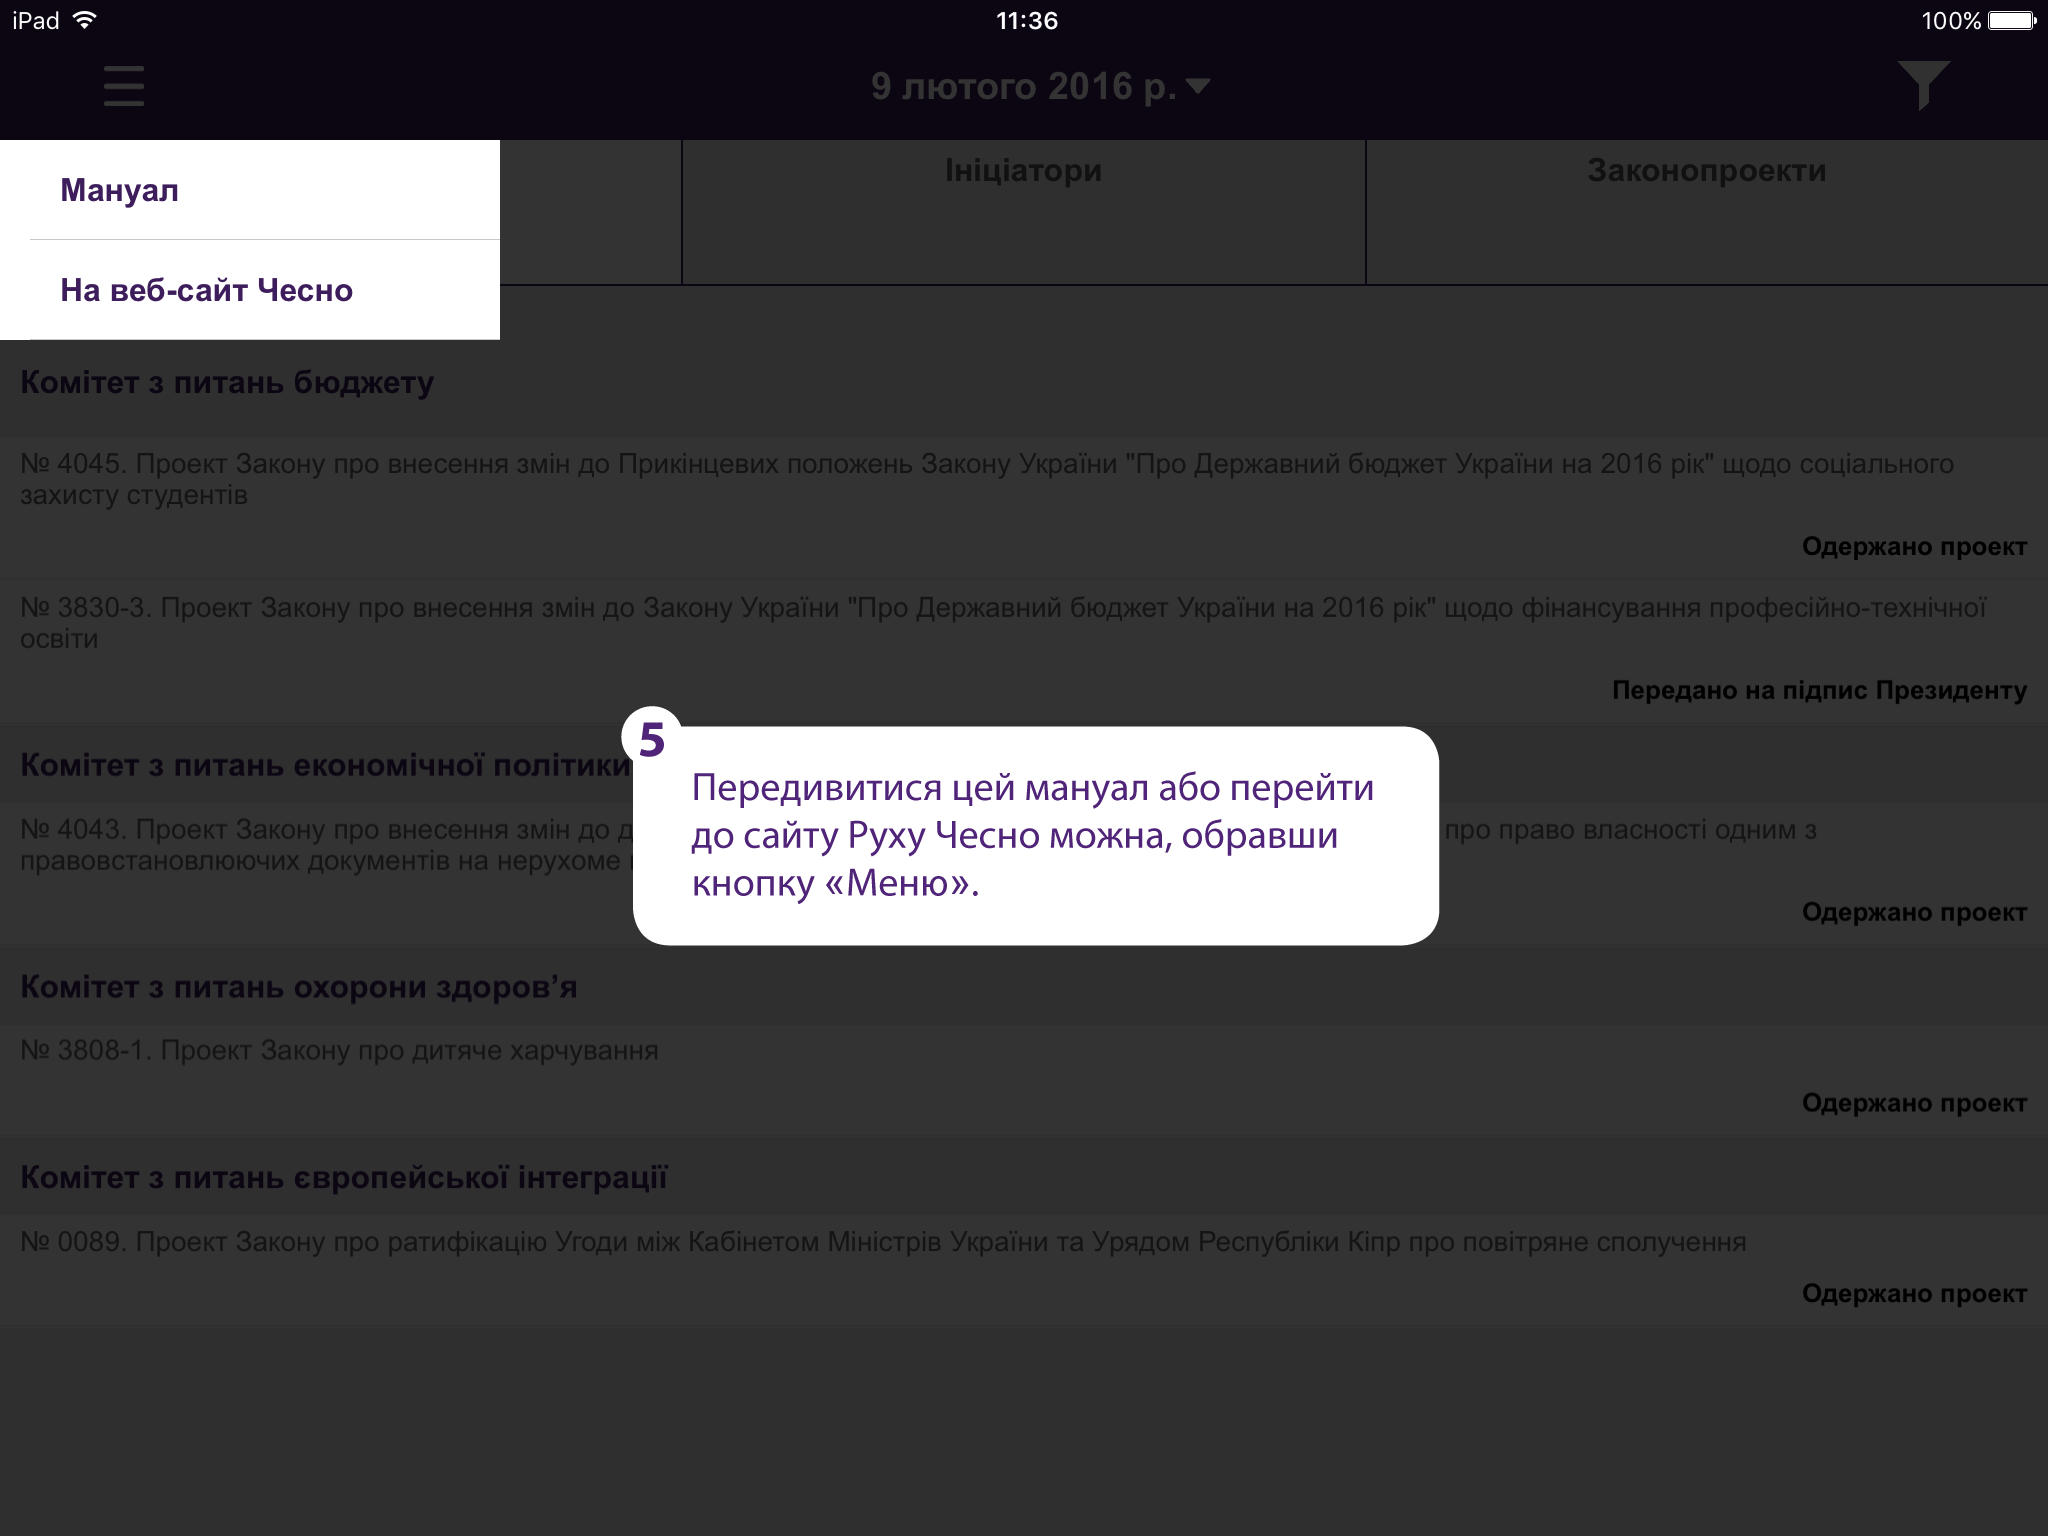 iPad 11:36 100%
9 лютого 2016 р.
Мануал
На веб-сайт Чесно
Ініціатори
Законопроекти
Комітет з питань бюджету
№ 4045. Проект Закону про внесення змін до Прикінцевих положень Закону України "Про Державний бюджет України на 2016 рік" щодо соціального
захисту студентів
Одержано проект
№ 3830-3. Проект Закону про внесення змін до Закону України "Про Державний бюджет України на 2016 рік" щодо фінансування професійно-технічної
освіти
Передано на підпис Президенту
Комітет з питань економічної політики
№ 4043. Проект Закону про внесення змін до про право власності одним з
правовстановлюючих документів на нерухоме
Одержано проект
5
Передивитися цей мануал або перейти
до сайту Руху Чесно можна, обравши
кнопку «Меню».
Комітет з питань охорони здоров’я
№ 3808-1. Проект Закону про дитяче харчування
Одержано проект
Комітет з питань європейської інтеграції
№ 0089. Проект Закону про ратифікацію Угоди між Кабінетом Міністрів України та Урядом Республіки Кіпр про повітряне сполучення
Одержано проект